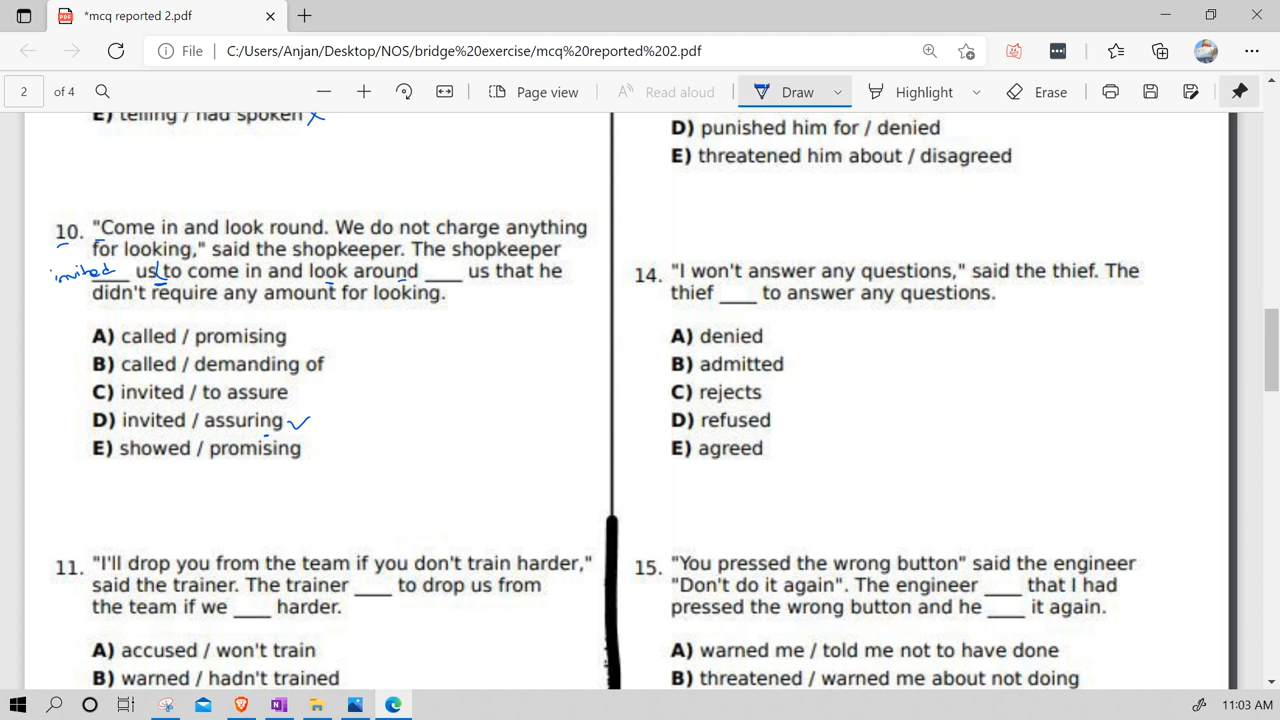 *mcq reported 2.pdf
File C:/Users/Anjan/Desktop/NOS/bridge%20exercise/mcq%20reported%202.pdf
2 of 4 Page view Read aloud Draw Highlight Erase
E) telling / had spoken
10. "Come in and look round. We do not charge anything
for looking," said the shopkeeper. The shopkeeper
invited ____ us to come in and look around ____ us that he
didn't require any amount for looking.
A) called / promising
B) called / demanding of
C) invited / to assure
D) invited / assuring
E) showed / promising
11. "I'll drop you from the team if you don't train harder,"
said the trainer. The trainer ____ to drop us from
the team if we ____ harder.
A) accused / won't train
B) warned / hadn't trained
D) punished him for / denied
E) threatened him about / disagreed
14. "I won't answer any questions," said the thief. The
thief ____ to answer any questions.
A) denied
B) admitted
C) rejects
D) refused
E) agreed
15. "You pressed the wrong button" said the engineer
"Don't do it again". The engineer ____ that I had
pressed the wrong button and he ____ it again.
A) warned me / told me not to have done
B) threatened / warned me about not doing
11:03 AM